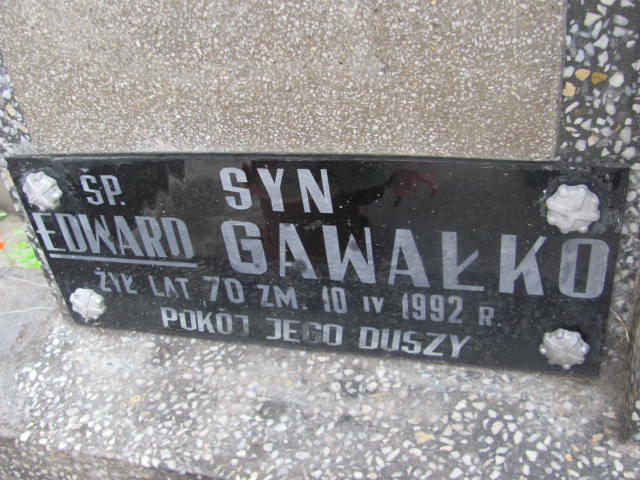 ŚP. SYN
EDWARD GAWAŁKO
ŻYŁ LAT 70 ZM. 10 IV 1992 R.
POKÓJ JEGO DUSZY